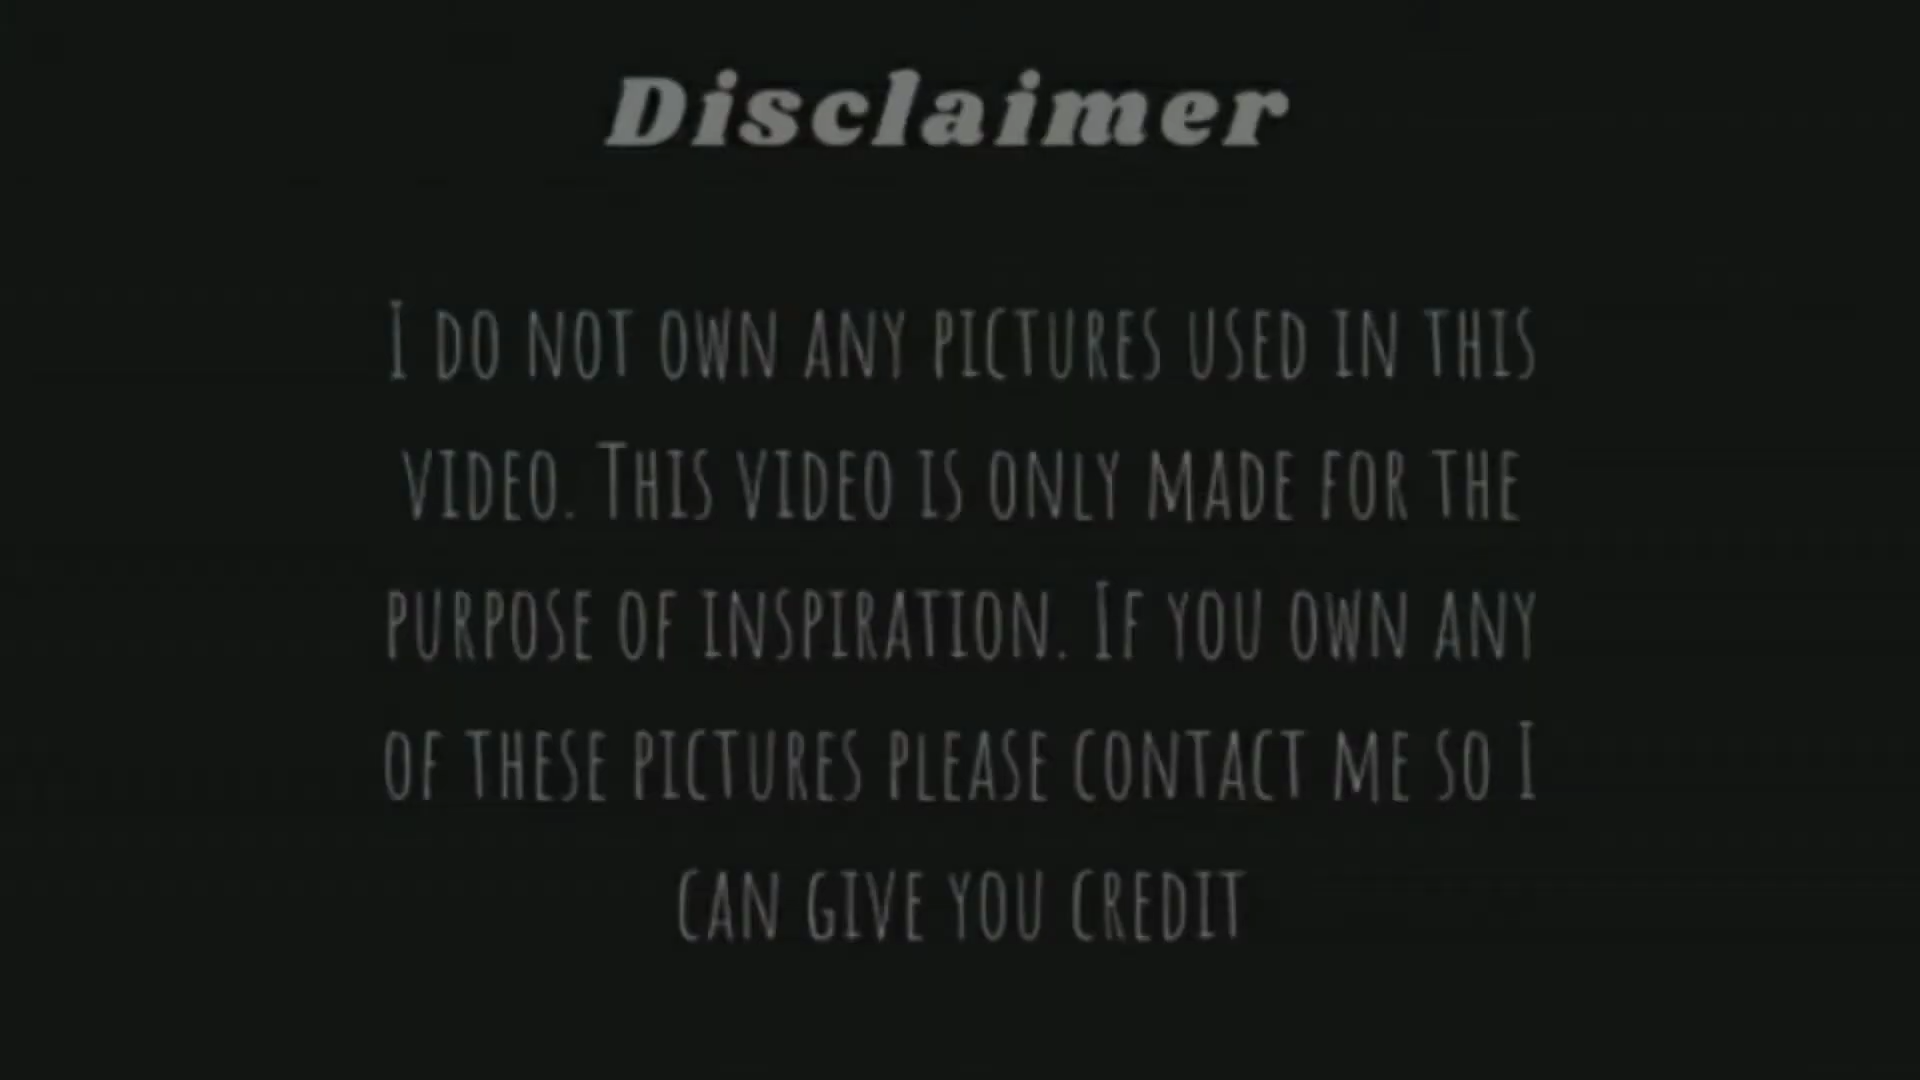 Disclaimer
I DO NOT OWN ANY PICTURES USED IN THIS
VIDEO. THIS VIDEO IS ONLY MADE FOR THE
PURPOSE OF INSPIRATION. IF YOU OWN ANY
OF THESE PICTURES PLEASE CONTACT ME SO I
CAN GIVE YOU CREDIT